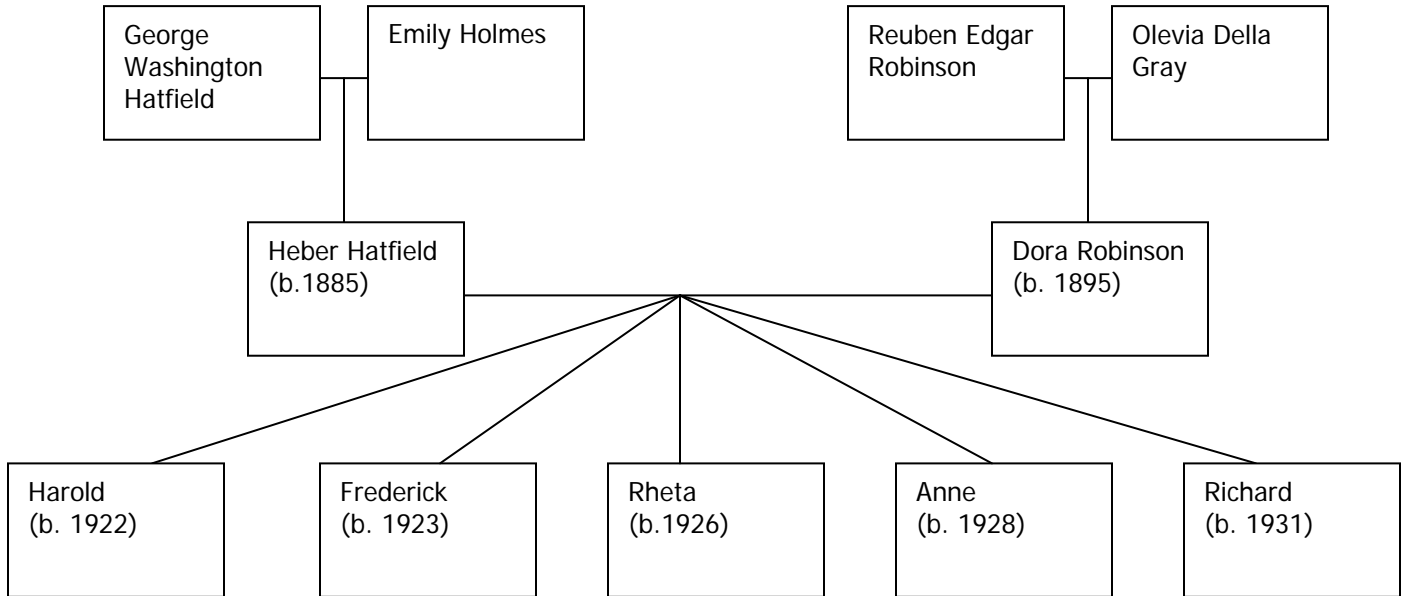 George
Washington
Hatfield
Emily Holmes
Reuben Edgar
Robinson
Olevia Della
Gray
Heber Hatfield
(b.1885)
Dora Robinson
(b. 1895)
Harold
(b. 1922)
Frederick
(b. 1923)
Rheta
(b.1926)
Anne
(b. 1928)
Richard
(b. 1931)